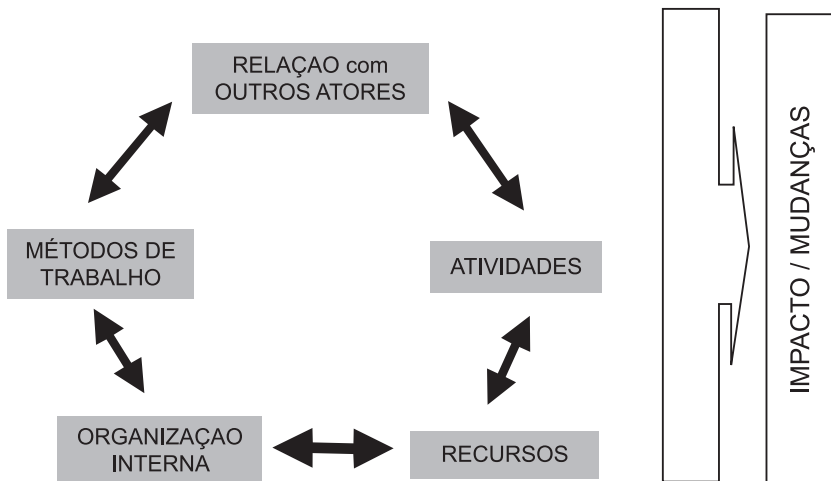 RELAÇAO com
OUTROS ATORES
MÉTODOS DE
TRABALHO
ATIVIDADES
ORGANIZAÇAO
INTERNA
RECURSOS
IMPACTO / MUDANÇAS